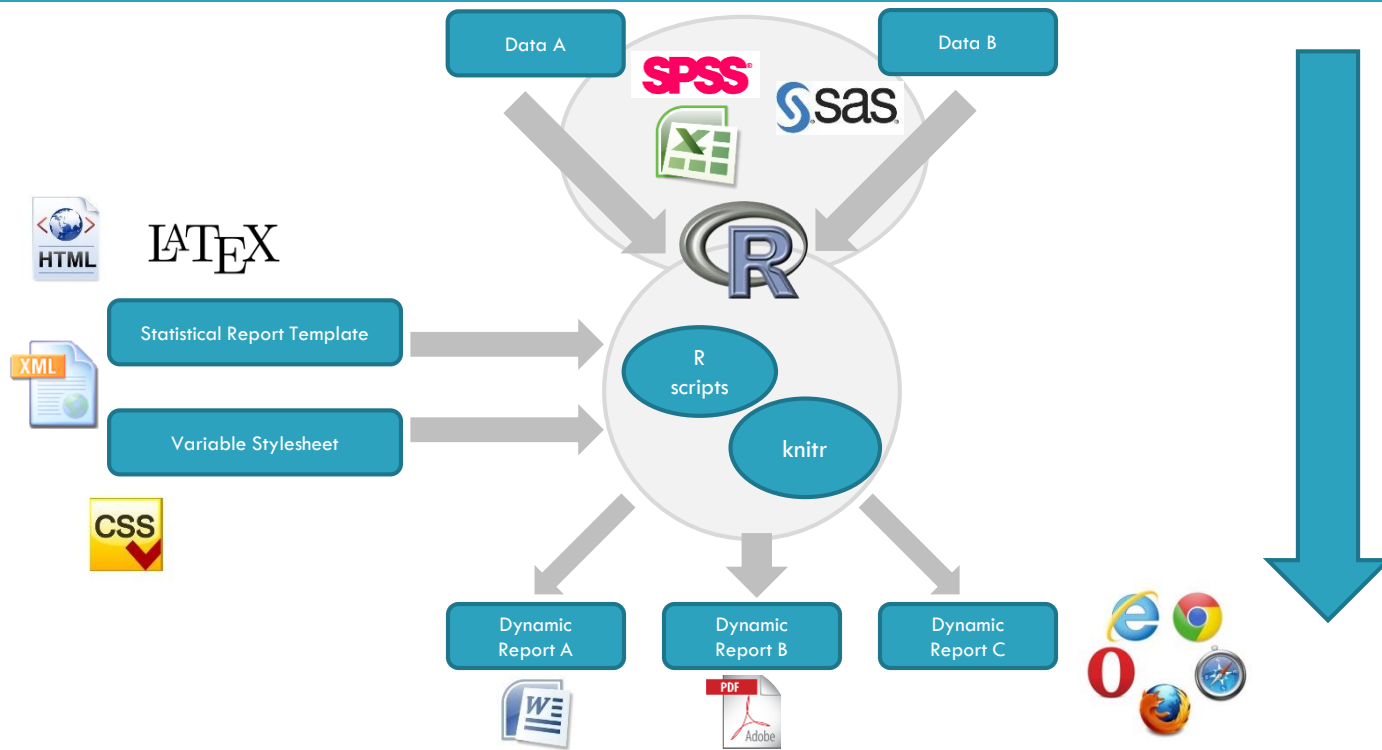 Data A
Data B
SPSS®
sas
R
HTML
LATEX
Statistical Report Template
XML
R
scripts
Variable Stylesheet
knitr
CSS
Dynamic
Report A
Dynamic
Report B
Dynamic
Report C
W
PDF
Adobe